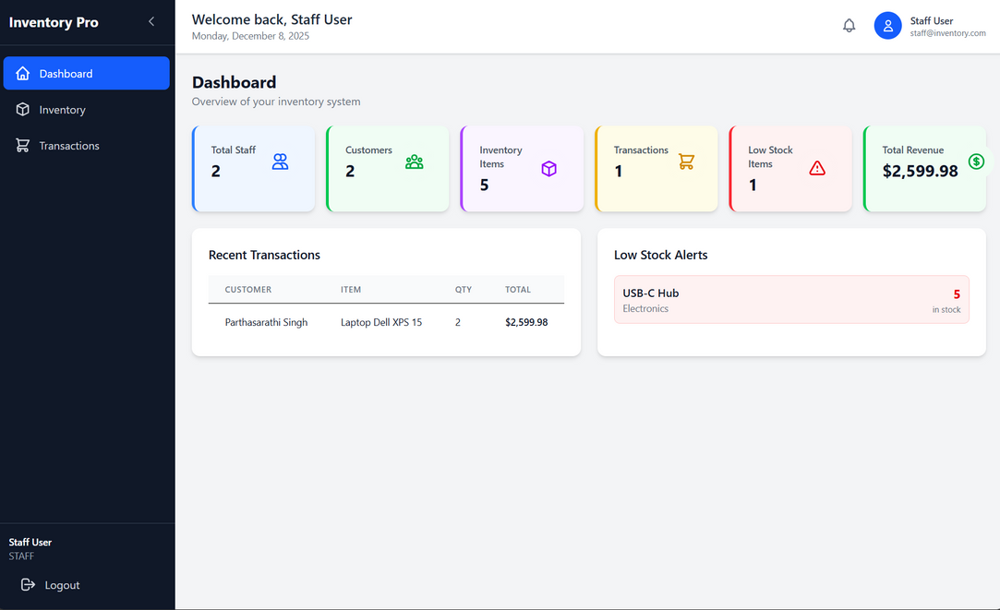 Inventory Pro
Dashboard
Inventory
Transactions
Staff User
STAFF
Logout
Welcome back, Staff User
Monday, December 8, 2025
Staff User
staff@inventory.com
Dashboard
Overview of your inventory system
Total Staff
2
Customers
2
Inventory
Items
5
Transactions
1
Low Stock
Items
1
Total Revenue
$2,599.98
$
Recent Transactions
CUSTOMER ITEM QTY TOTAL
Parthasarathi Singh Laptop Dell XPS 15 2 $2,599.98
Low Stock Alerts
USB-C Hub
Electronics
5
in stock